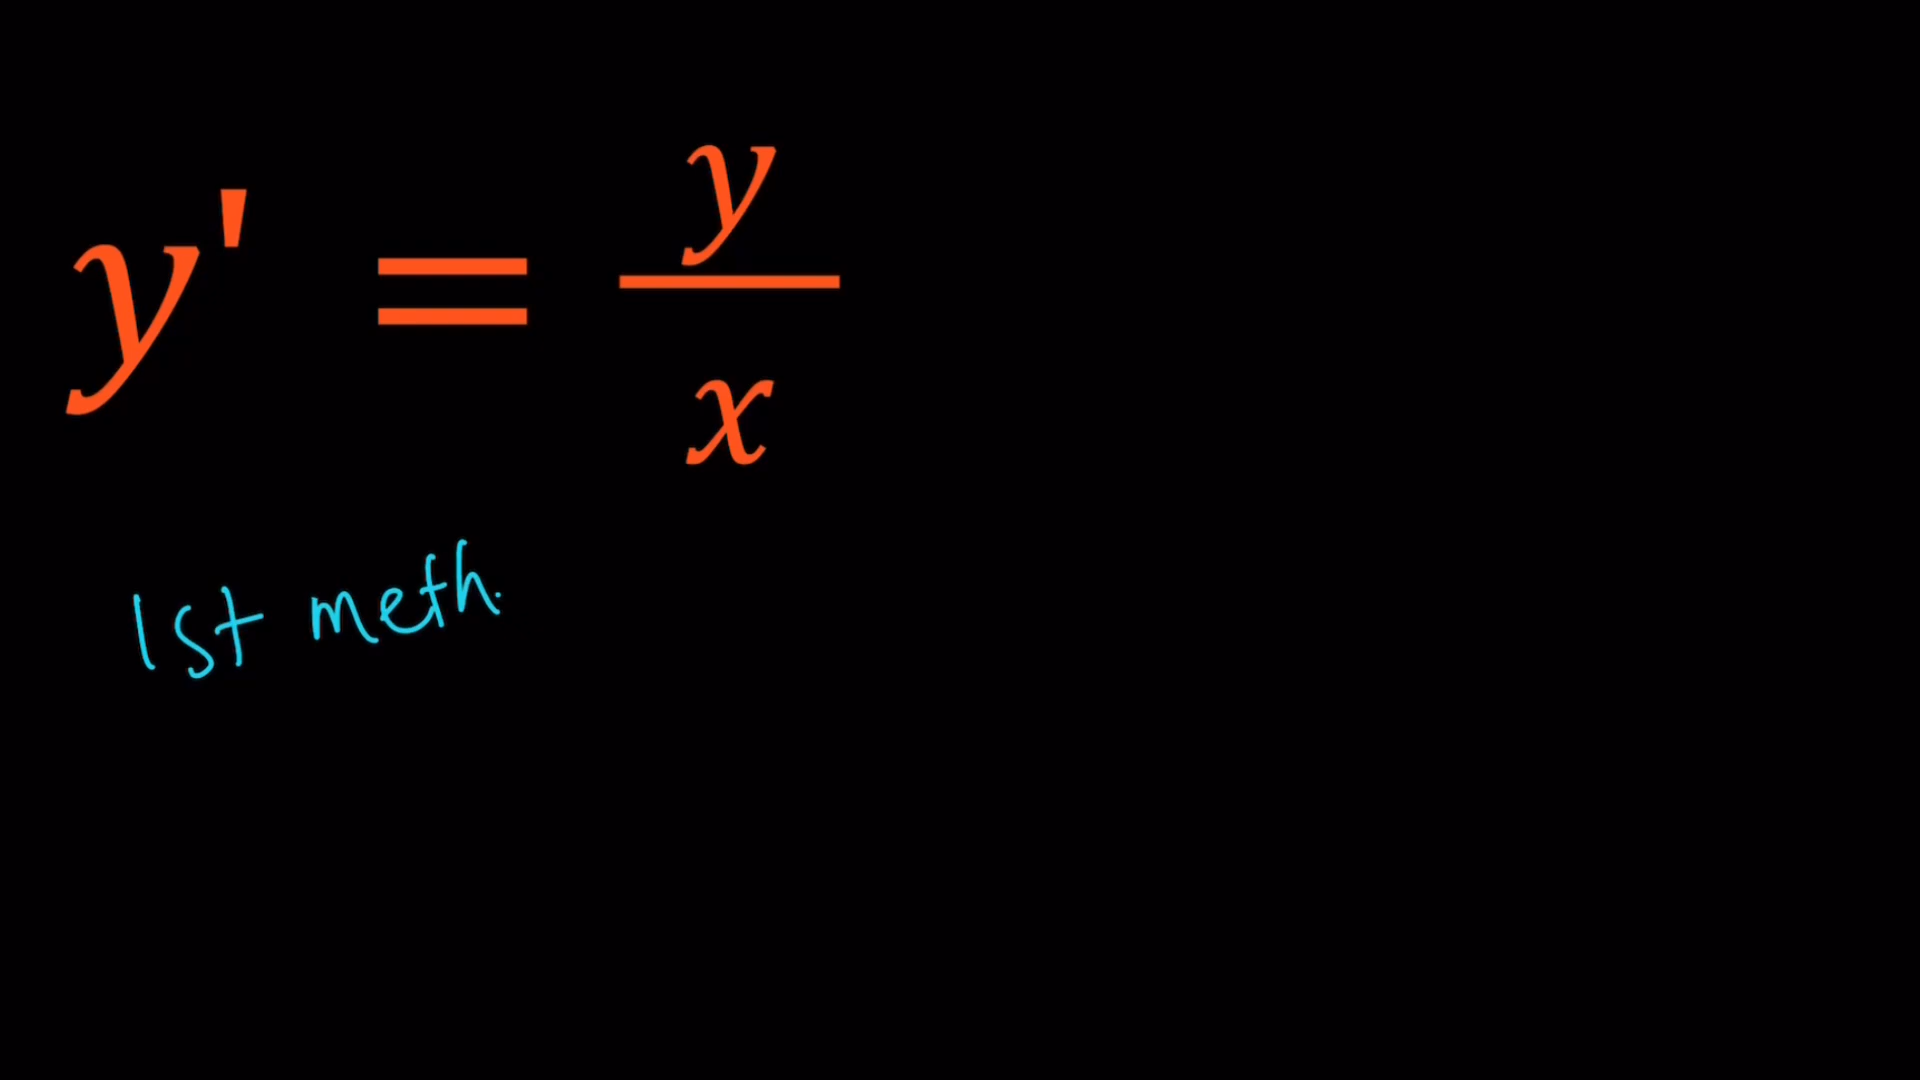 y' = y/x
1st meth.